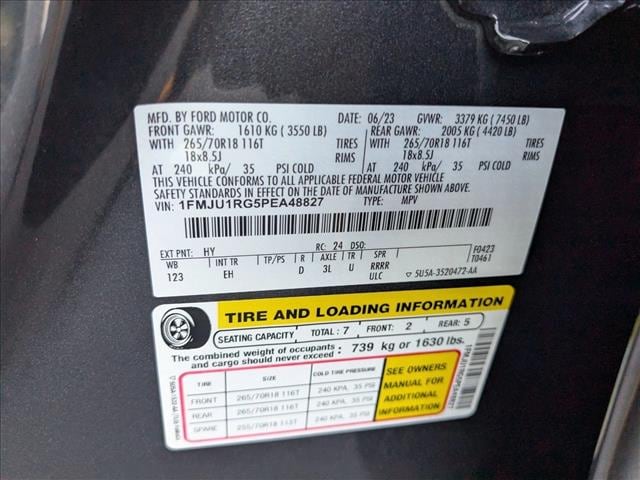 MFD. BY FORD MOTOR CO. DATE: 06/23 GVWR: 3379 KG ( 7450 LB)
FRONT GAWR: 1610 KG ( 3550 LB) REAR GAWR: 2005 KG ( 4420 LB)
WITH 265/70R18 116T TIRES WITH 265/70R18 116T TIRES
18x8.5J RIMS 18x8.5J RIMS
AT 240 kPa/ 35 PSI COLD AT 240 kPa/ 35 PSI COLD
THIS VEHICLE CONFORMS TO ALL APPLICABLE FEDERAL MOTOR VEHICLE
SAFETY STANDARDS IN EFFECT ON THE DATE OF MANUFACTURE SHOWN ABOVE.
VIN: 1FMJU1RG5PEA48827 TYPE: MPV
F0423
T0461
EXT PNT: HY RC: 24 DSO:
WB INT TR TP/PS R AXLE TR SPR
123 EH D 3L U RRRR
ULC ▽ 5U5A-3520472-AA
TIRE AND LOADING INFORMATION
SEATING CAPACITY TOTAL: 7 FRONT: 2 REAR: 5
The combined weight of occupants and cargo should never exceed: 739 kg or 1630 lbs.
TIRE SIZE COLD TIRE PRESSURE
FRONT 265/70R18 116T 240 KPA, 35 PSI
REAR 265/70R18 116T 240 KPA, 35 PSI
SPARE 255/70R18 113T 240 KPA, 35 PSI
SEE OWNERS
MANUAL FOR
ADDITIONAL
INFORMATION
1FMJU1RG5PEA48827